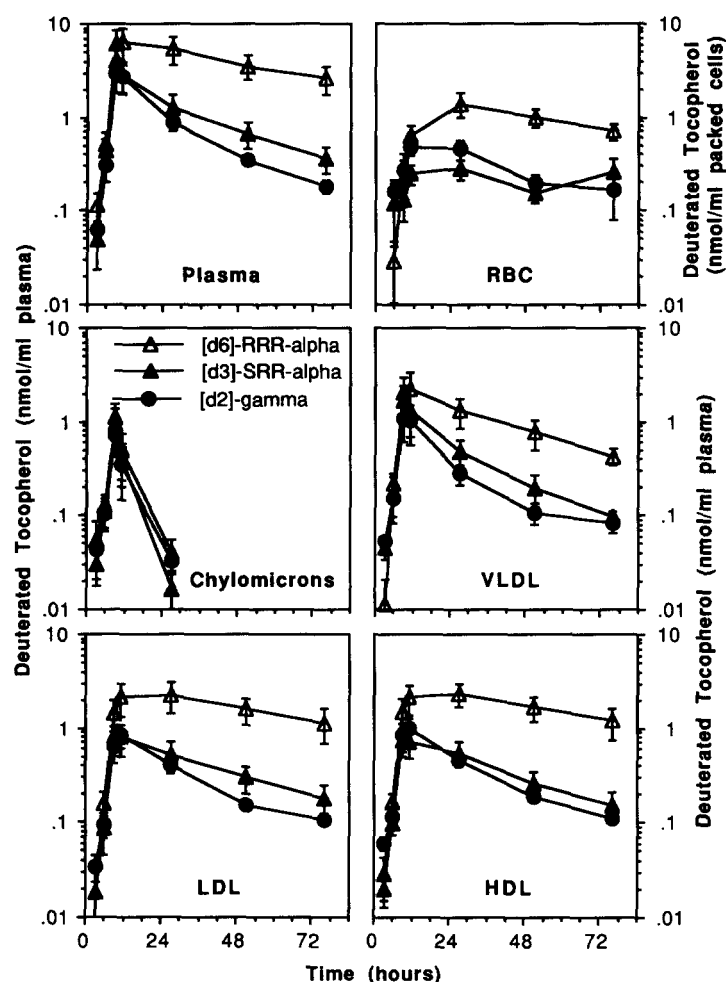 10
1
.1
.01
Plasma
10
1
.1
.01
RBC
Deuterated Tocopherol
(nmol/ml packed cells)
Deuterated Tocopherol (nmol/ml plasma)
10
1
.1
.01
[d6]-RRR-alpha
[d3]-SRR-alpha
[d2]-gamma
Chylomicrons
10
1
.1
.01
VLDL
Deuterated Tocopherol (nmol/ml plasma)
10
1
.1
.01
LDL
10
1
.1
.01
HDL
0 24 48 72
0 24 48 72
Time (hours)